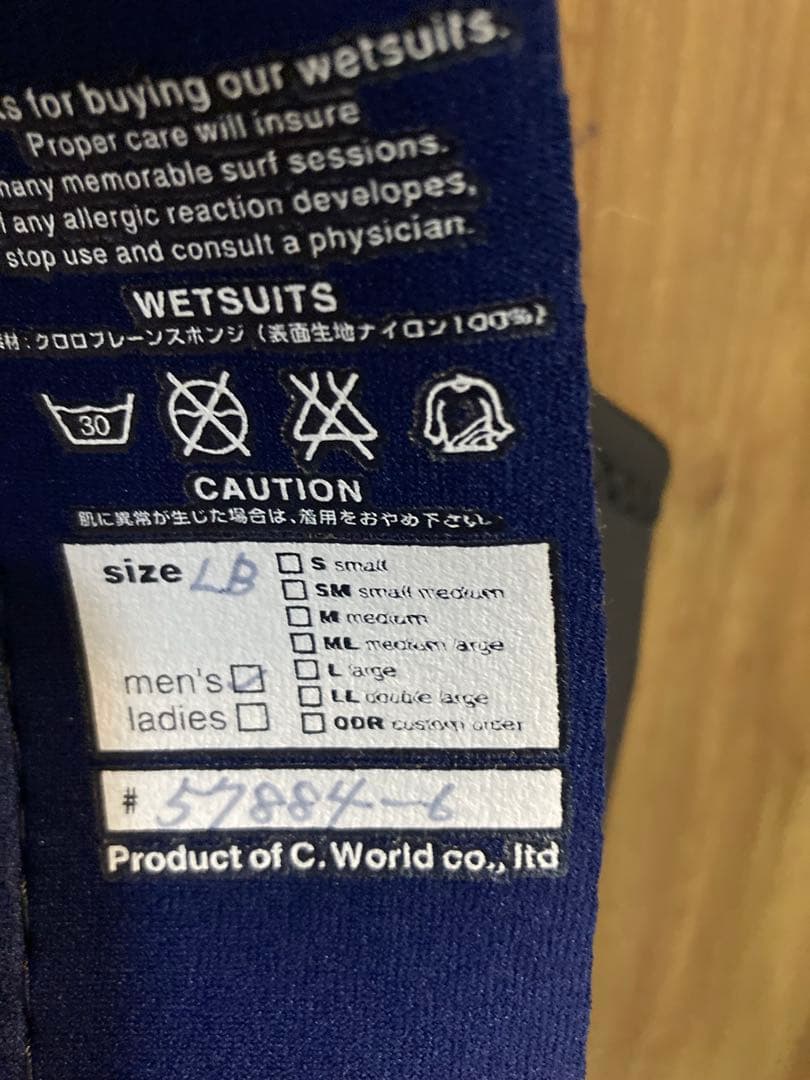 for buying our wetsuits.
Proper care will insure
many memorable surf sessions.
any allergic reaction developes,
stop use and consult a physician.
WETSUITS
素材:クロロプレーンスポンジ(表面生地ナイロン100%)
30
CAUTION
肌に異常が生じた場合は、着用をおやめ下さい
size LB
S small
SM small medium
M medium
ML medium large
L large
LL double large
ODR custom order
men's
ladies
# 57884-6
Product of C.World co., ltd